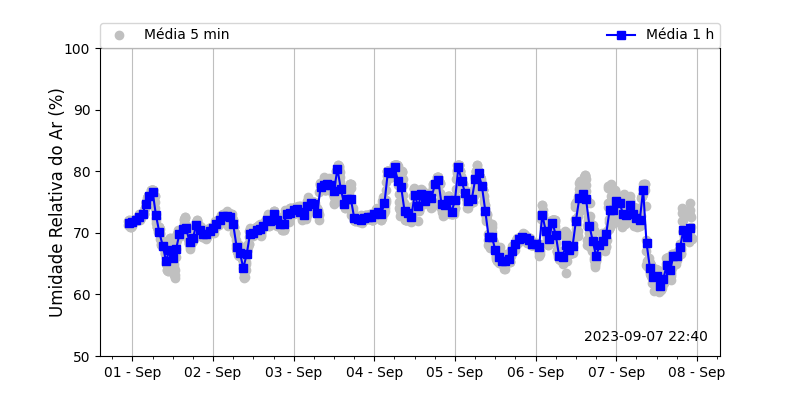 Média 5 min
Média 1 h
Umidade Relativa do Ar (%)
100
90
80
70
60
50
2023-09-07 22:40
01 - Sep
02 - Sep
03 - Sep
04 - Sep
05 - Sep
06 - Sep
07 - Sep
08 - Sep